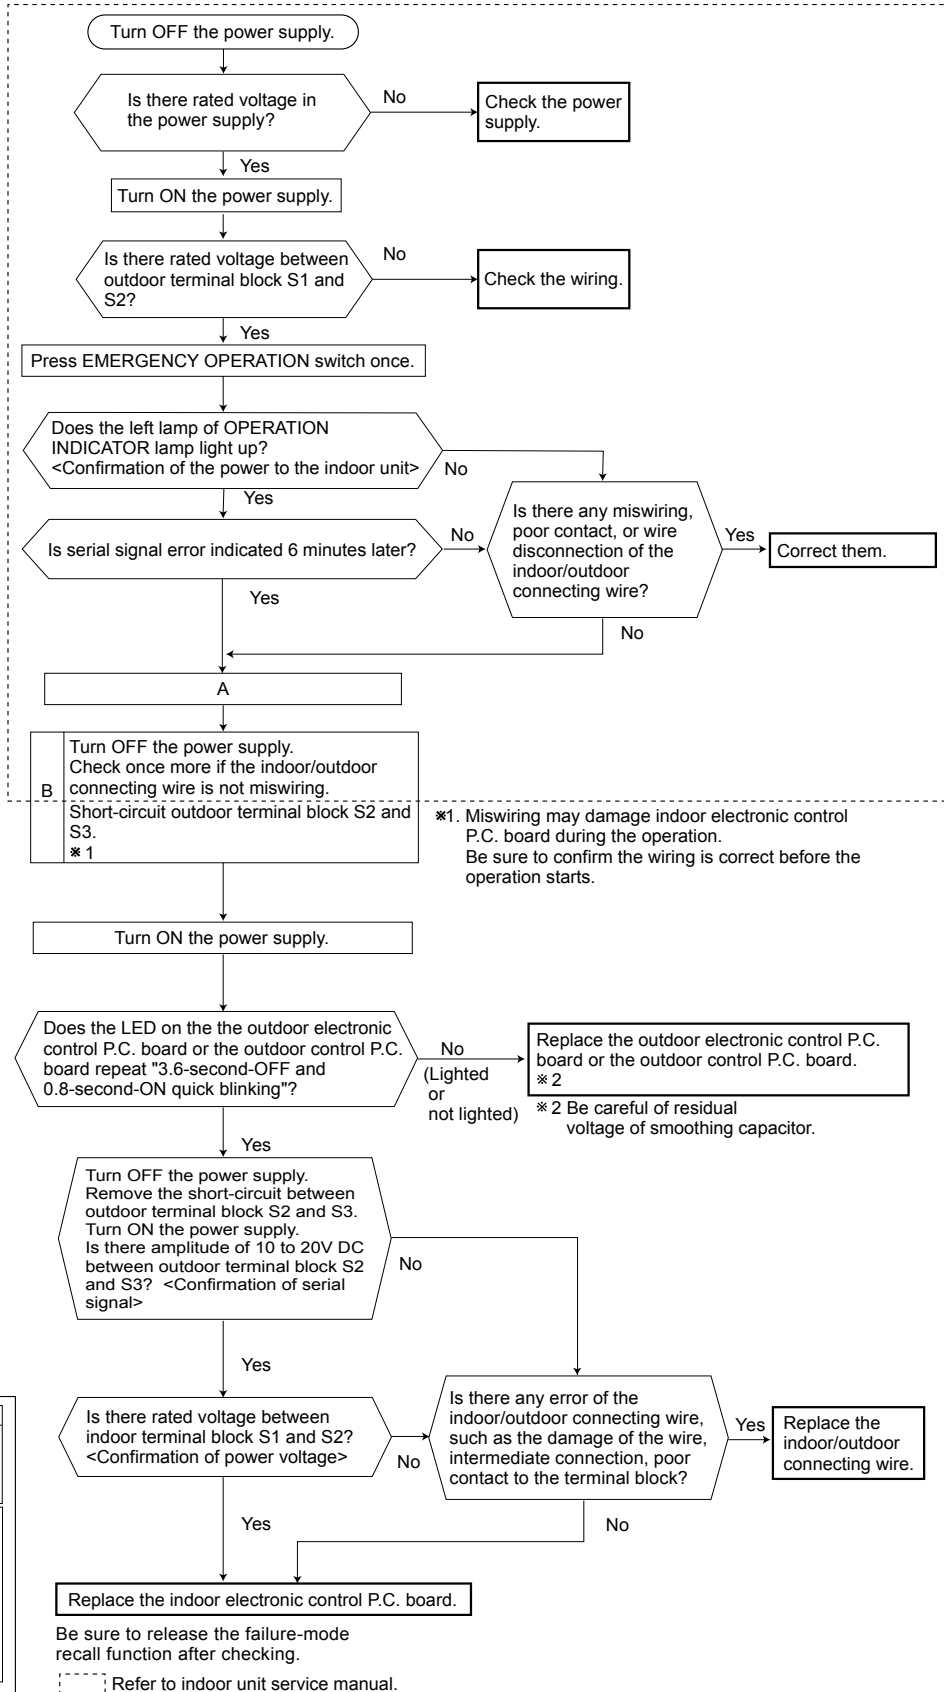 Turn OFF the power supply.
Is there rated voltage in
the power supply?
No
Check the power
supply.
Yes
Turn ON the power supply.
Is there rated voltage between
outdoor terminal block S1 and
S2?
No
Check the wiring.
Yes
Press EMERGENCY OPERATION switch once.
Does the left lamp of OPERATION
INDICATOR lamp light up?
<Confirmation of the power to the indoor unit>
No
Yes
Is serial signal error indicated 6 minutes later?
No
Is there any miswiring,
poor contact, or wire
disconnection of the
indoor/outdoor
connecting wire?
Yes
Correct them.
Yes
No
A
B
Turn OFF the power supply.
Check once more if the indoor/outdoor
connecting wire is not miswiring.
Short-circuit outdoor terminal block S2 and
S3.
※ 1
※1. Miswiring may damage indoor electronic control
P.C. board during the operation.
Be sure to confirm the wiring is correct before the
operation starts.
Turn ON the power supply.
Does the LED on the the outdoor electronic
control P.C. board or the outdoor control P.C.
board repeat "3.6-second-OFF and
0.8-second-ON quick blinking"?
No
(Lighted
or
not lighted)
Replace the outdoor electronic control P.C.
board or the outdoor control P.C. board.
※ 2
※ 2 Be careful of residual
voltage of smoothing capacitor.
Yes
Turn OFF the power supply.
Remove the short-circuit between
outdoor terminal block S2 and S3.
Turn ON the power supply.
Is there amplitude of 10 to 20V DC
between outdoor terminal block S2
and S3? <Confirmation of serial
signal>
No
Yes
Is there rated voltage between
indoor terminal block S1 and S2?
<Confirmation of power voltage>
No
Is there any error of the
indoor/outdoor connecting wire,
such as the damage of the wire,
intermediate connection, poor
contact to the terminal block?
Yes
Replace the
indoor/outdoor
connecting wire.
Yes
No
Replace the indoor electronic control P.C. board.
Be sure to release the failure-mode
recall function after checking.
Refer to indoor unit service manual.